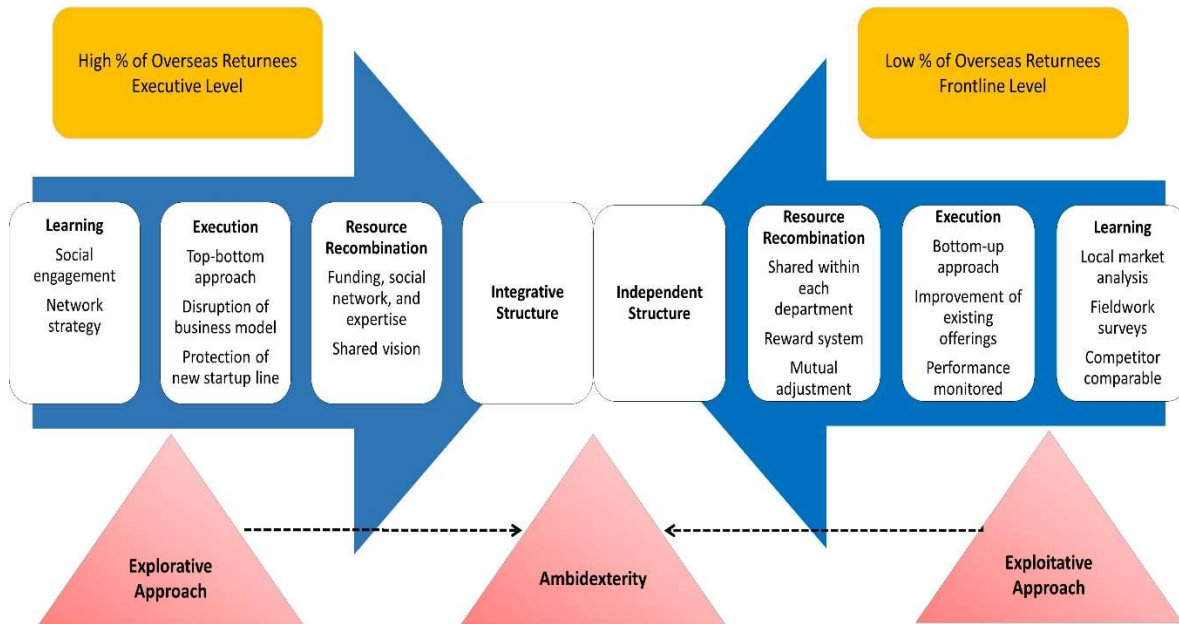 High % of Overseas Returnees
Executive Level
Low % of Overseas Returnees
Frontline Level
Learning
Social
engagement
Network
strategy
Execution
Top-bottom
approach
Disruption of
business model
Protection of
new startup line
Resource
Recombination
Funding, social
network, and
expertise
Shared vision
Integrative
Structure
Independent
Structure
Resource
Recombination
Shared within
each
department
Reward system
Mutual
adjustment
Execution
Bottom-up
approach
Improvement of
existing
offerings
Performance
monitored
Learning
Local market
analysis
Fieldwork
surveys
Competitor
comparable
Explorative
Approach
Ambidexterity
Exploitative
Approach